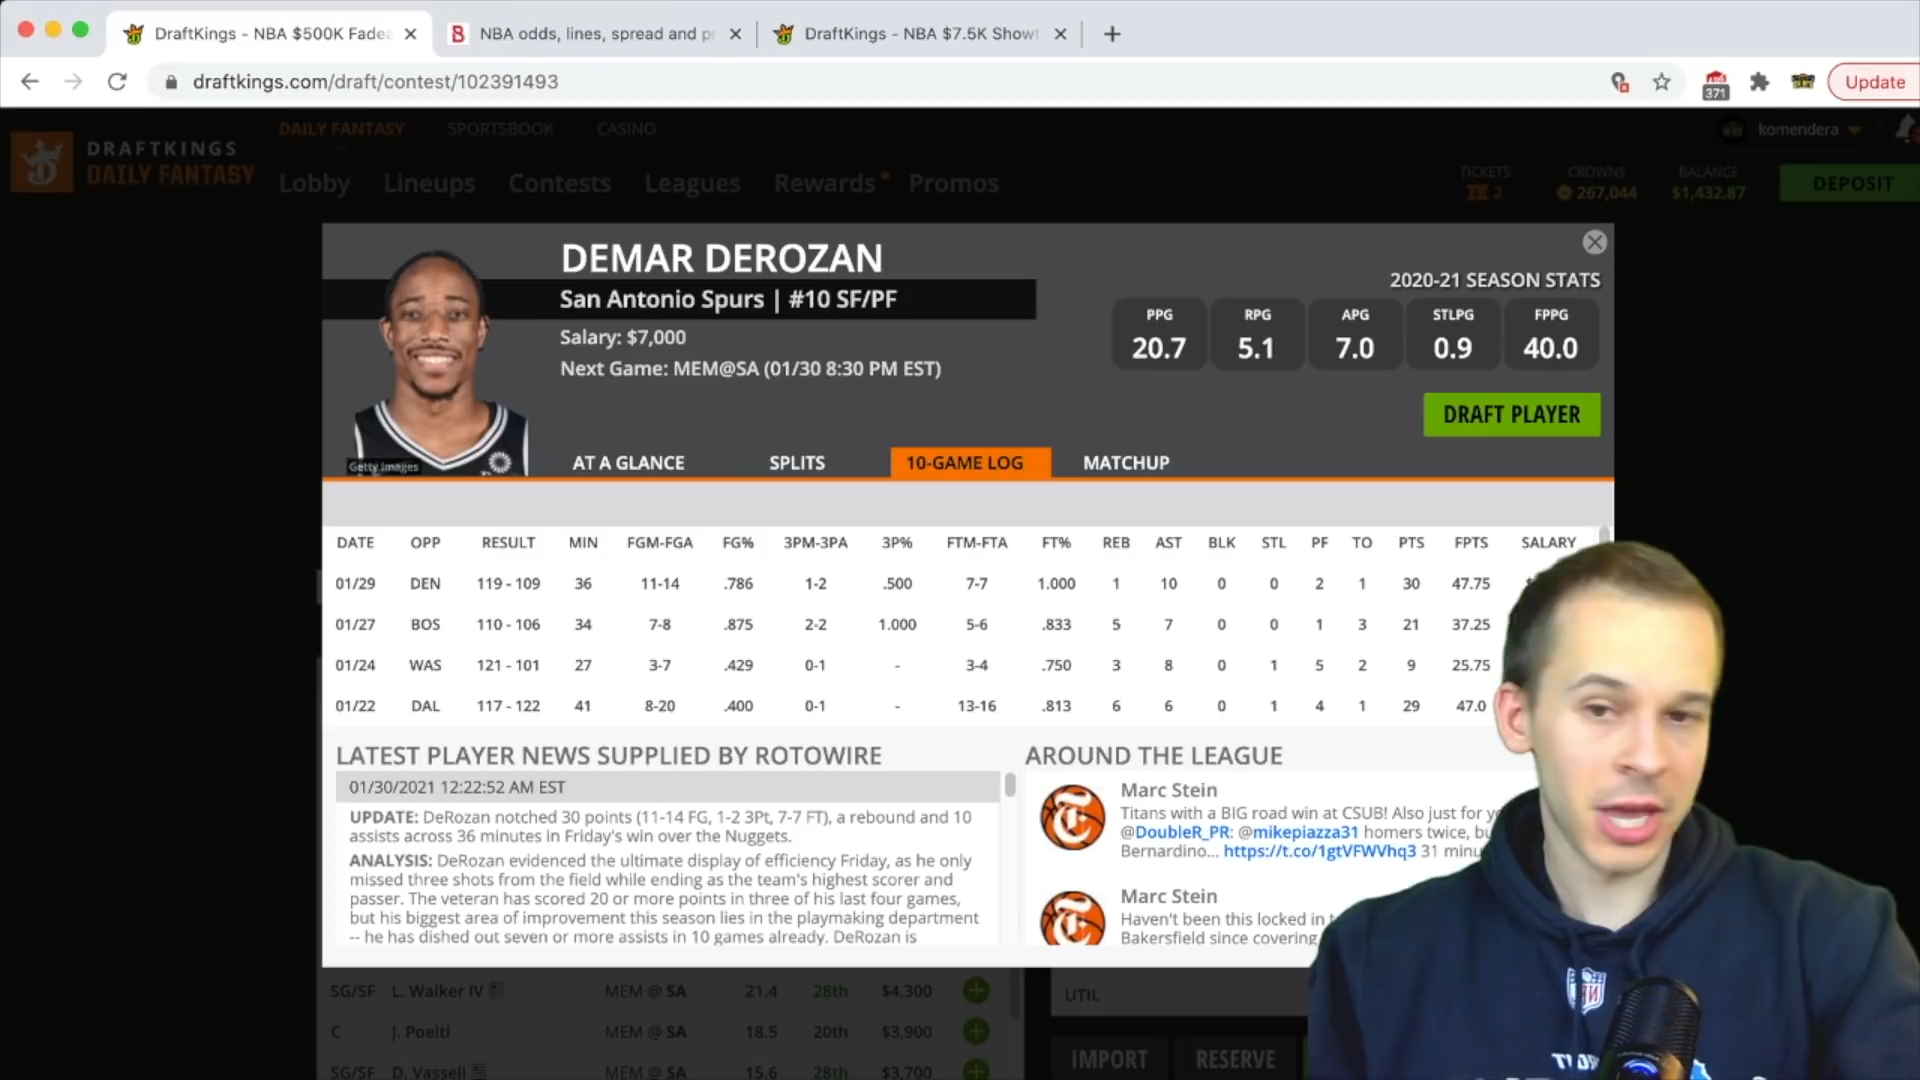 DraftKings - NBA $500K Fadea
NBA odds, lines, spread and pr
DraftKings - NBA $7.5K Showt
draftkings.com/draft/contest/102391493
371
Update
DAILY FANTASY SPORTSBOOK CASINO
komendera
DRAFTKINGS
DAILY FANTASY
Lobby Lineups Contests Leagues Rewards Promos
TICKETS
2
CROWNS
267,044
BALANCE
$1,432.87
DEPOSIT
DEMAR DEROZAN
San Antonio Spurs | #10 SF/PF
Salary: $7,000
Next Game: MEM@SA (01/30 8:30 PM EST)
Getty Images
2020-21 SEASON STATS
PPG RPG APG STLPG FPPG
20.7 5.1 7.0 0.9 40.0
DRAFT PLAYER
AT A GLANCE SPLITS 10-GAME LOG MATCHUP
DATE OPP RESULT MIN FGM-FGA FG% 3PM-3PA 3P% FTM-FTA FT% REB AST BLK STL PF TO PTS FPTS SALARY
01/29 DEN 119 - 109 36 11-14 .786 1-2 .500 7-7 1.000 1 10 0 0 2 1 30 47.75
01/27 BOS 110 - 106 34 7-8 .875 2-2 1.000 5-6 .833 5 7 0 0 1 3 21 37.25
01/24 WAS 121 - 101 27 3-7 .429 0-1 - 3-4 .750 3 8 0 1 5 2 9 25.75
01/22 DAL 117 - 122 41 8-20 .400 0-1 - 13-16 .813 6 6 0 1 4 1 29 47.0
LATEST PLAYER NEWS SUPPLIED BY ROTOWIRE
01/30/2021 12:22:52 AM EST
UPDATE: DeRozan notched 30 points (11-14 FG, 1-2 3Pt, 7-7 FT), a rebound and 10
assists across 36 minutes in Friday's win over the Nuggets.
ANALYSIS: DeRozan evidenced the ultimate display of efficiency Friday, as he only
missed three shots from the field while ending as the team's highest scorer and
passer. The veteran has scored 20 or more points in three of his last four games,
but his biggest area of improvement this season lies in the playmaking department
-- he has dished out seven or more assists in 10 games already. DeRozan is
AROUND THE LEAGUE
Marc Stein
Titans with a BIG road win at CSUB! Also just for
@DoubleR_PR: @mikepiazza31 homers twice,
Bernardino... https://t.co/1gtVFWVhq3 31
Marc Stein
Haven't been this locked in
Bakersfield since covering
SG/SF L. Walker IV MEM @ SA 21.4 28th $4,300
C J. Poeltl MEM @ SA 18.5 20th $3,900
SG/SF D. Vassell MEM @ SA 15.6 28th $3,700
UTIL
IMPORT RESERVE
NFL